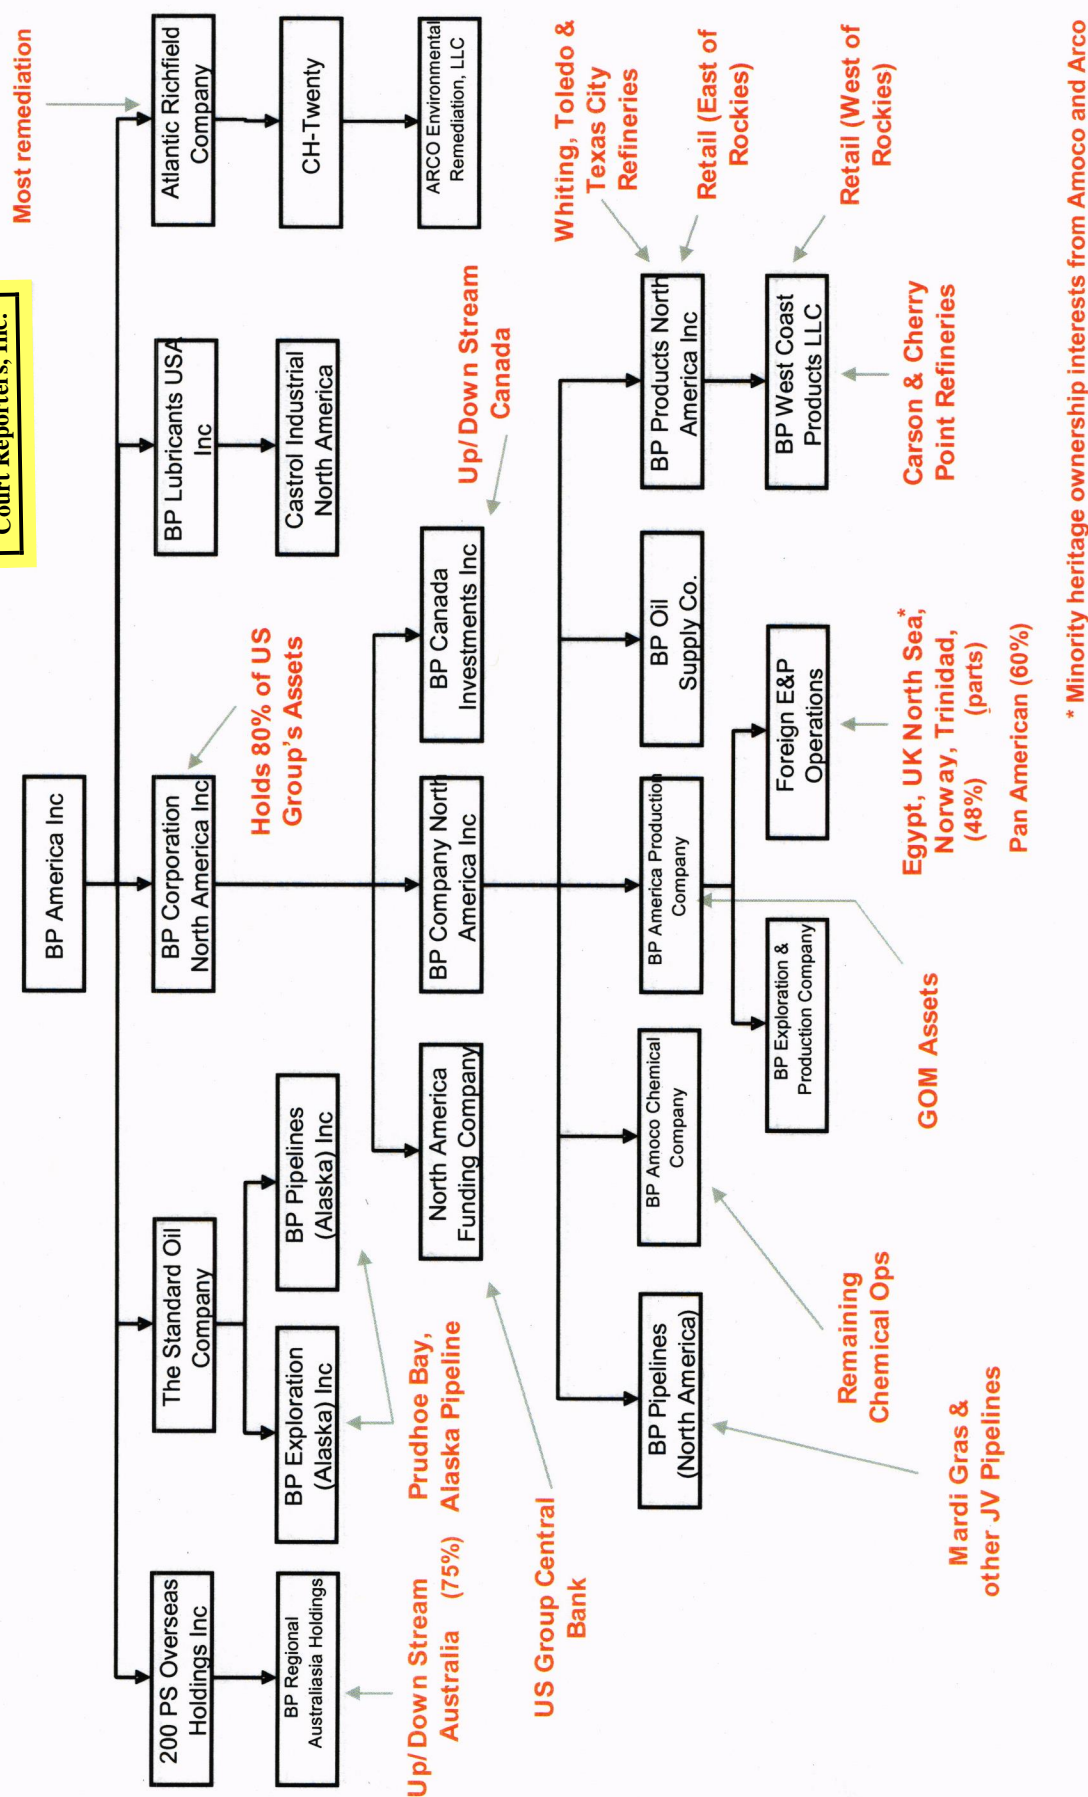 Court Reporters, Inc.
BP America Inc
200 PS Overseas
Holdings Inc
The Standard Oil
Company
BP Corporation
North America Inc
BP Lubricants USA
Inc
Atlantic Richfield
Company
Most remediation
BP Regional
Australiasia Holdings
BP Exploration
(Alaska) Inc
BP Pipelines
(Alaska) Inc
Holds 80% of US
Group's Assets
Castrol Industrial
North America
CH-Twenty
Up/Down Stream
Australia (75%)
Prudhoe Bay,
Alaska Pipeline
North America
Funding Company
BP Company North
America Inc
BP Canada
Investments Inc
Up/Down Stream
Canada
ARCO Environmental
Remediation, LLC
US Group Central
Bank
BP Pipelines
(North America)
BP Amoco Chemical
Company
BP America Production
Company
BP Oil
Supply Co.
BP Products North
America Inc
Whiting, Toledo &
Texas City
Refineries
Retail (East of
Rockies)
BP Exploration &
Production Company
Foreign E&P
Operations
BP West Coast
Products LLC
Retail (West of
Rockies)
Remaining
Chemical Ops
Mardi Gras &
other JV Pipelines
GOM Assets
Egypt, UK North Sea,*
Norway, Trinidad,
(48%) (parts)
Pan American (60%)
Carson & Cherry
Point Refineries
* Minority heritage ownership interests from Amoco and Arco